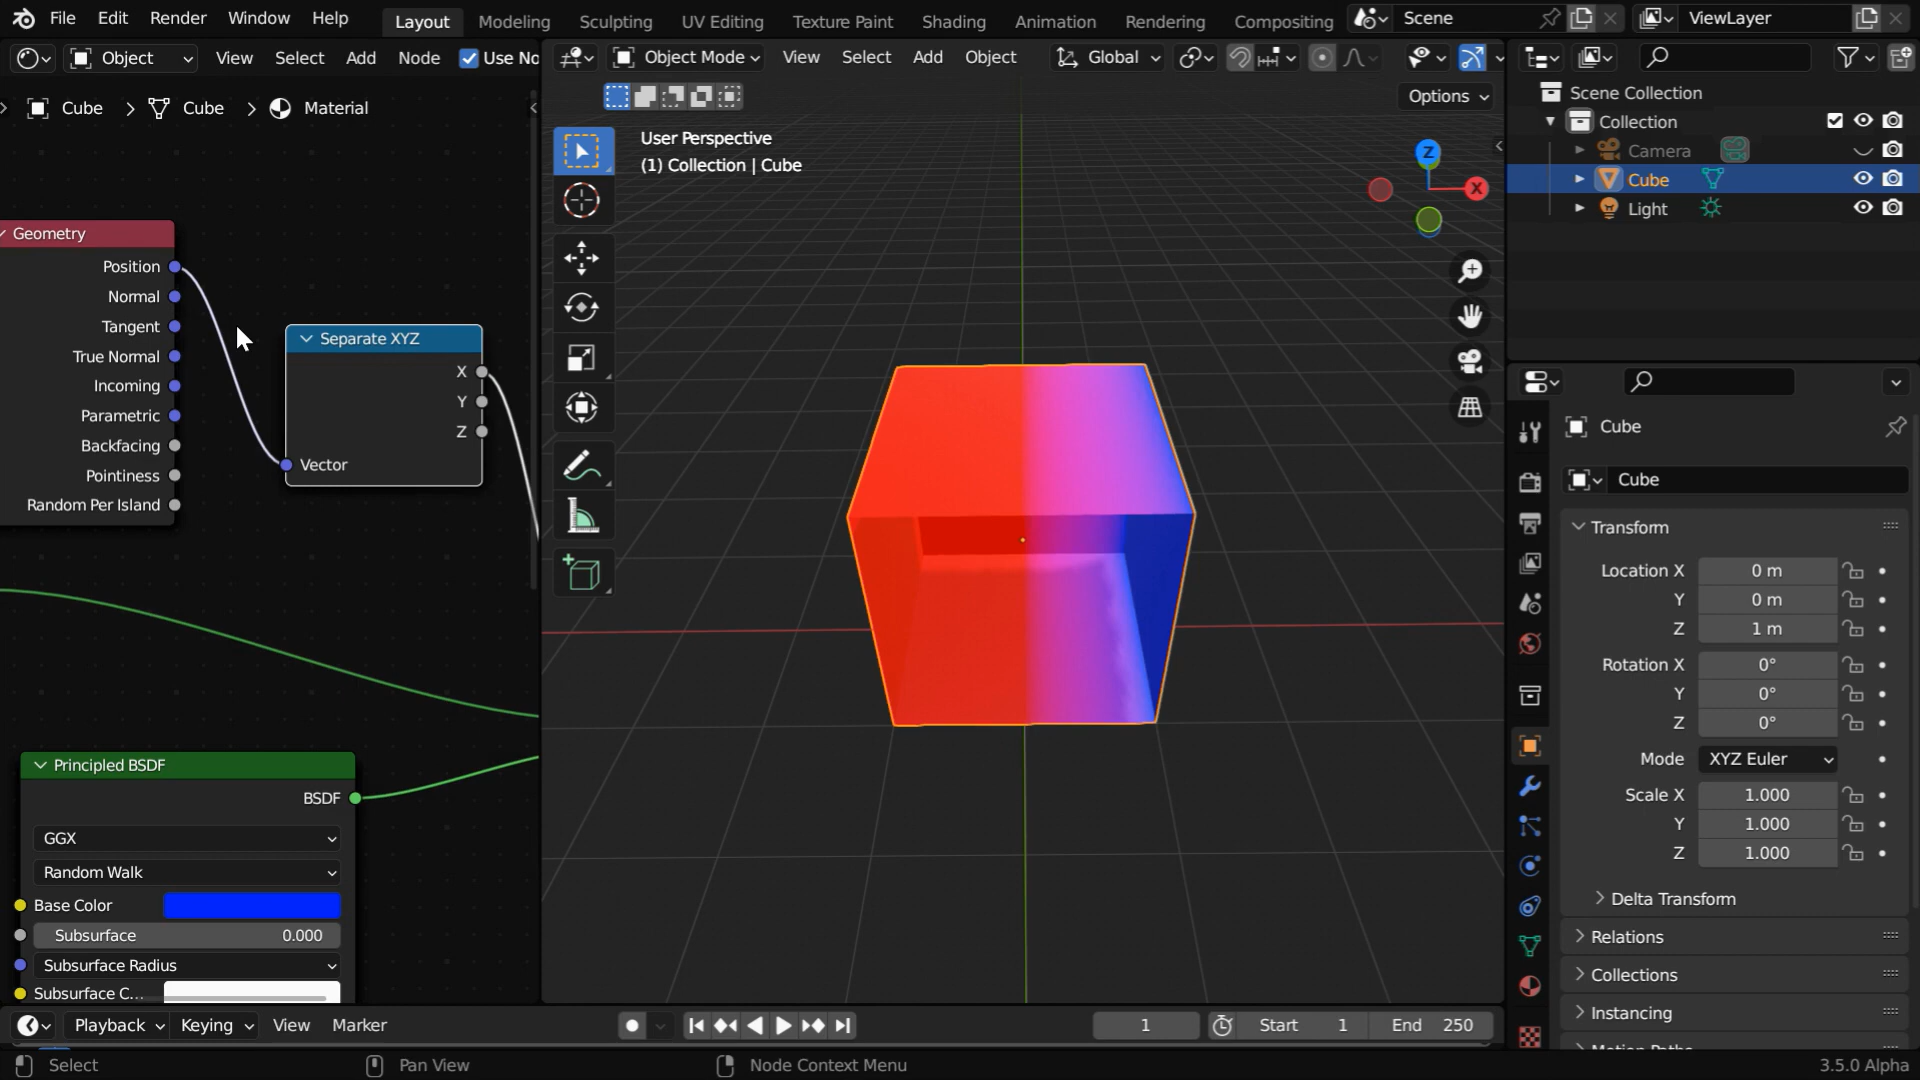 File Edit Render Window Help Layout Modeling Sculpting UV Editing Texture Paint Shading Animation Rendering Compositing Scene ViewLayer
Object View Select Add Node Use No Object Mode View Select Add Object Global
Options
Cube Cube Material
User Perspective
(1) Collection | Cube
Z
X
Geometry
Position
Normal
Tangent
True Normal
Incoming
Parametric
Backfacing
Pointiness
Random Per Island
Separate XYZ
X
Y
Z
Vector
Principled BSDF
BSDF
GGX
Random Walk
Base Color
Subsurface 0.000
Subsurface Radius
Subsurface C...
Scene Collection
Collection
Camera
Cube
Light
Cube
Cube
Transform
Location X 0 m
Y 0 m
Z 1 m
Rotation X 0°
Y 0°
Z 0°
Mode XYZ Euler
Scale X 1.000
Y 1.000
Z 1.000
Delta Transform
Relations
Collections
Instancing
Motion Paths
Playback Keying View Marker 1 Start 1 End 250
Select Pan View Node Context Menu 3.5.0 Alpha